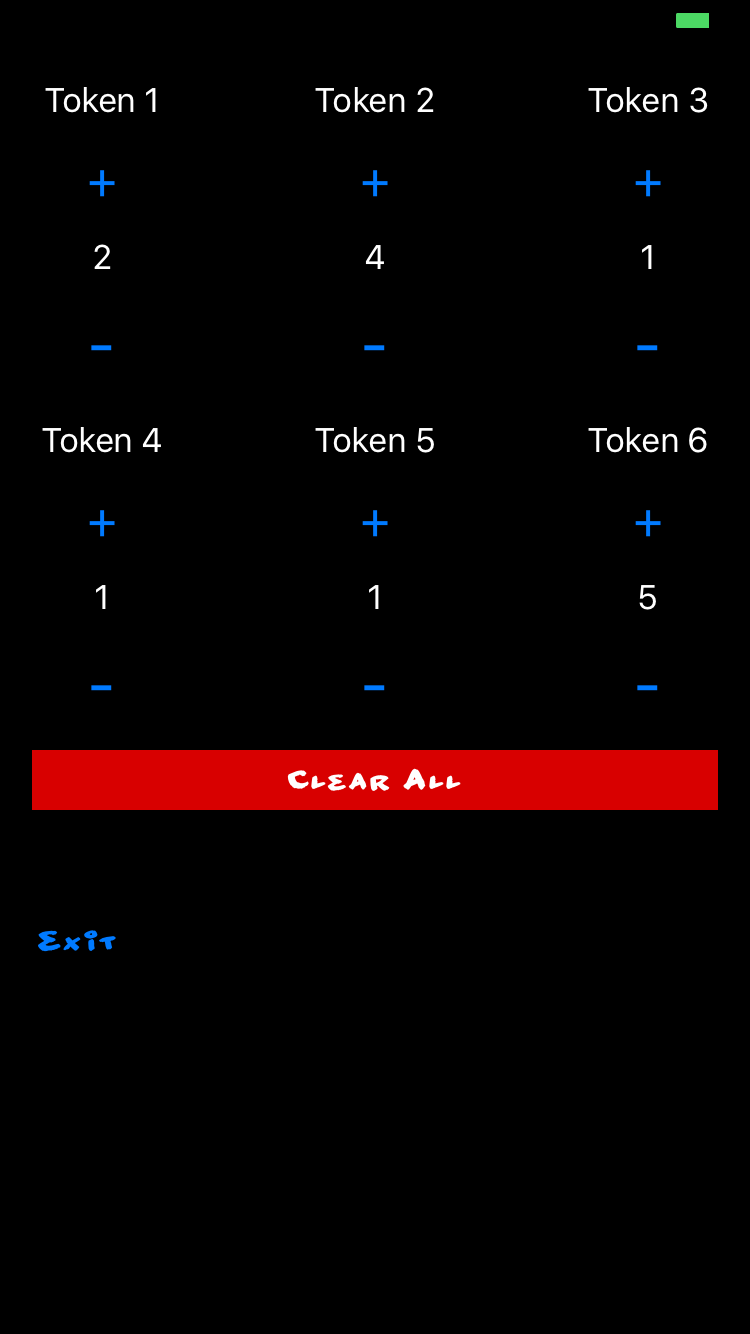 Token 1 Token 2 Token 3
+ + +
2 4 1
- - -
Token 4 Token 5 Token 6
+ + +
1 1 5
- - -
Clear All
Exit